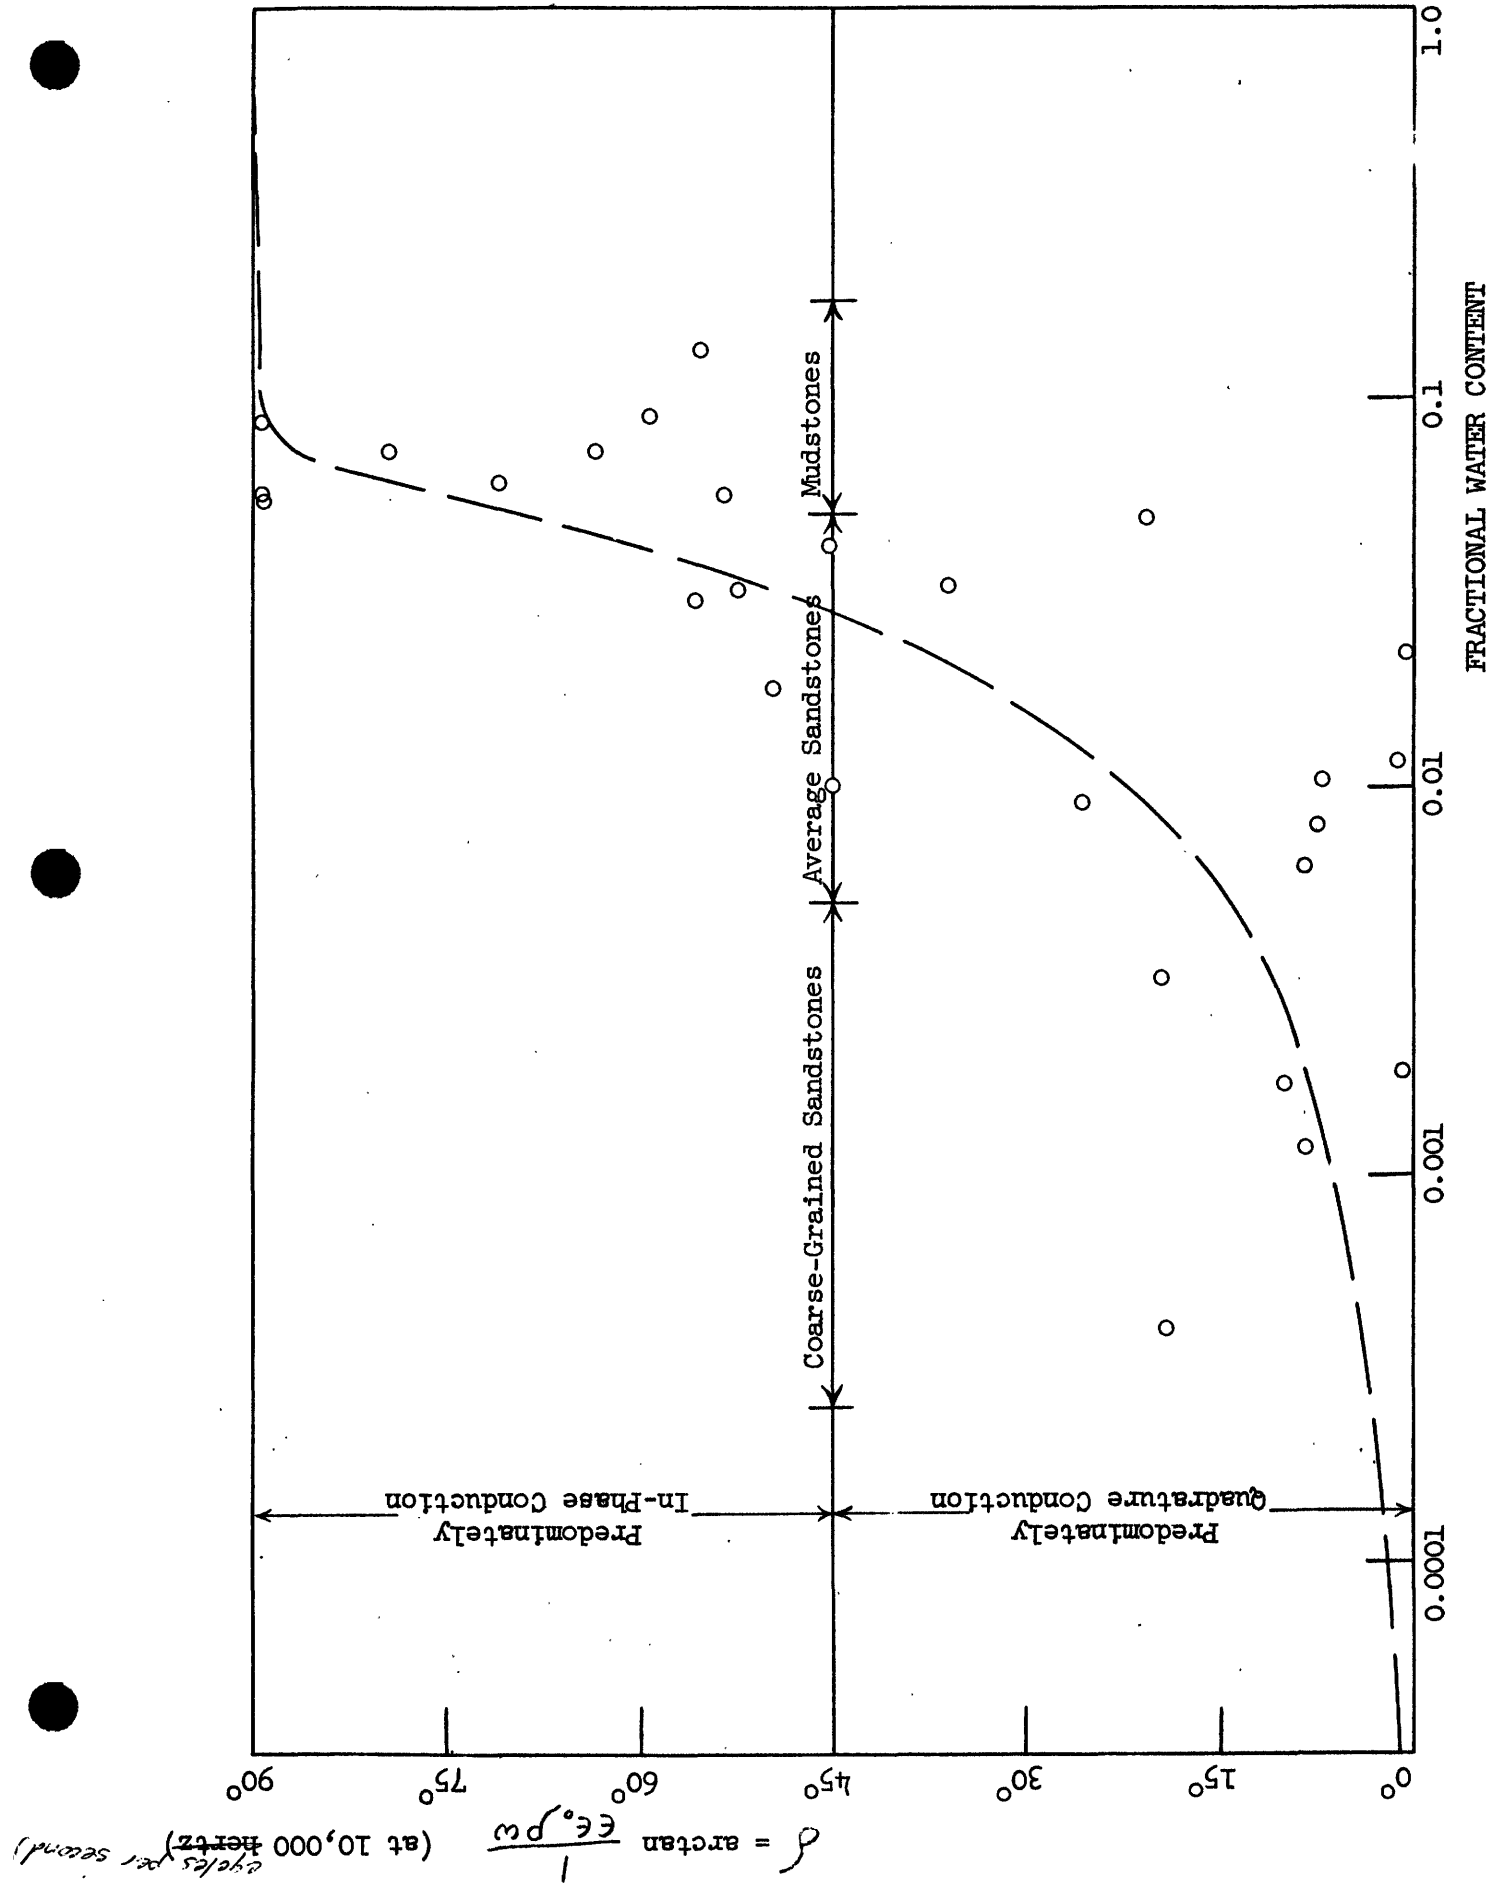 δ = arctan 1 / εε₀ρω (at 10,000 hertz)
cycles per second)
90°
75°
60°
45°
30°
15°
0°
Predominately
In-Phase Conduction
Predominately
Quadrature Conduction
Coarse-Grained Sandstones
Average Sandstones
Mudstones
0.0001
0.001
0.01
0.1
1.0
FRACTIONAL WATER CONTENT